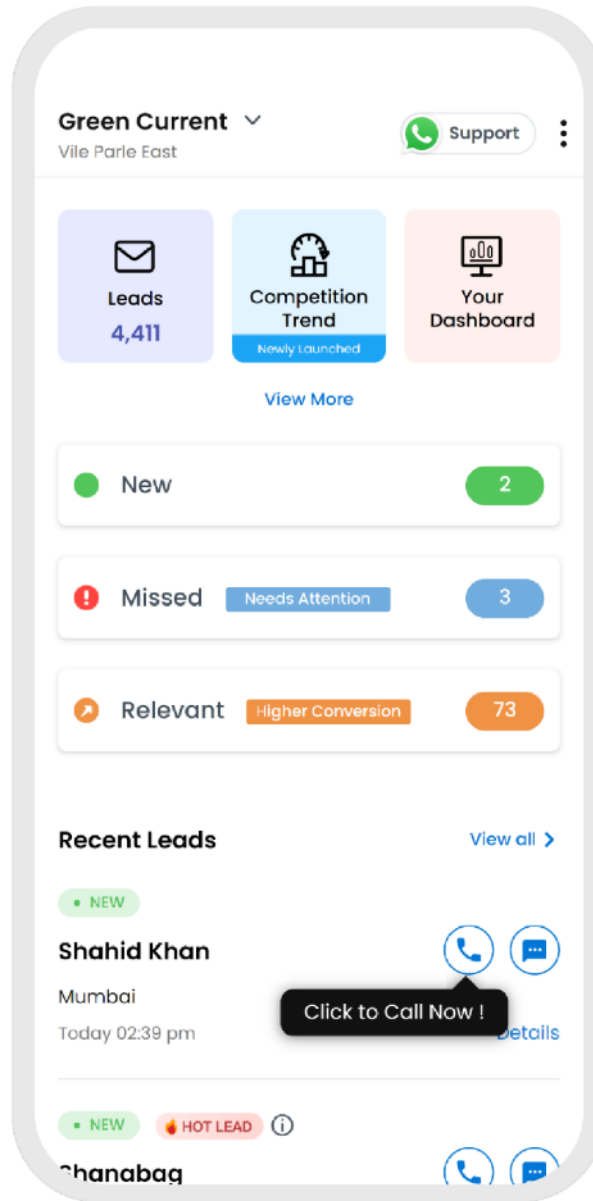 Green Current
Support
Vile Parle East
Leads
4,411
Competition
Trend
Newly Launched
Your
Dashboard
View More
New
2
Missed
Needs Attention
3
Relevant
Higher Conversion
73
Recent Leads
View all
NEW
Shahid Khan
Mumbai
Click to Call Now !
Today 02:39 pm
Details
NEW
HOT LEAD
Shanabag